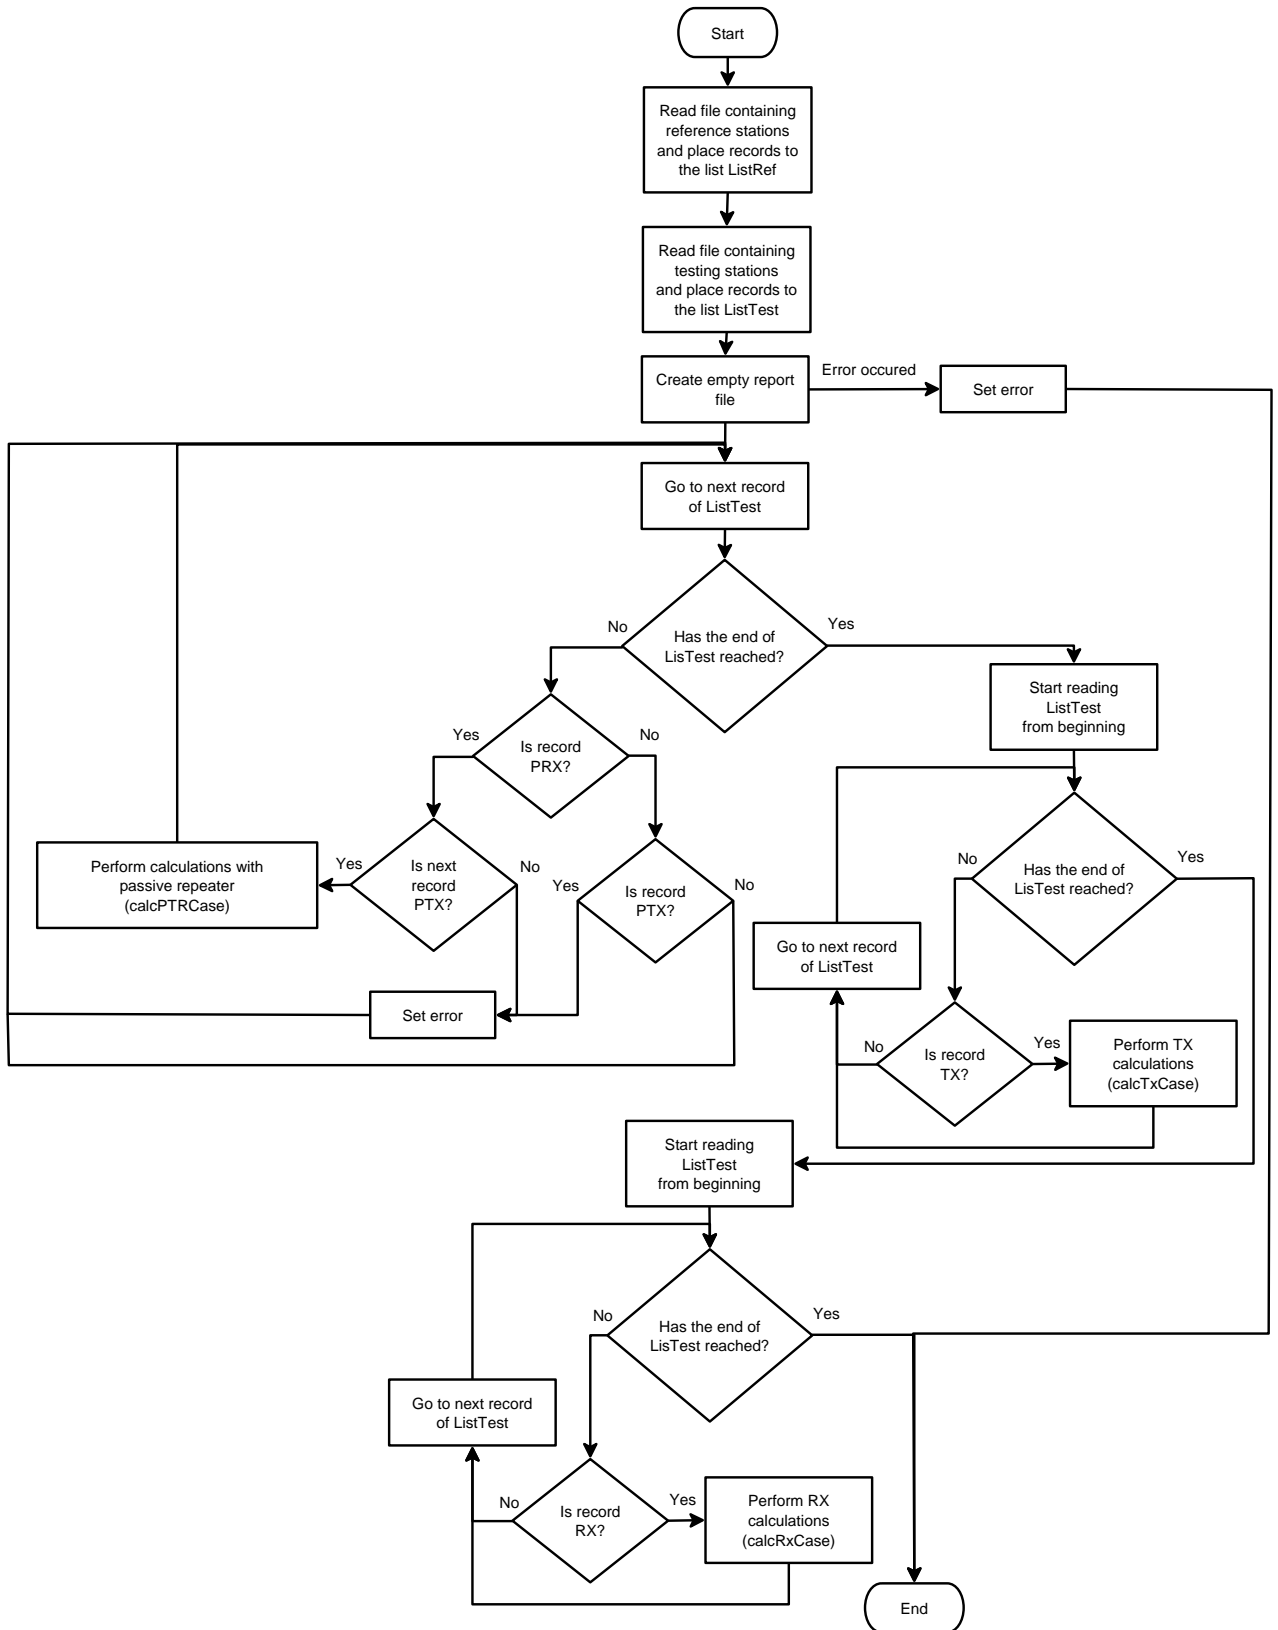 Start
Read file containing
reference stations
and place records to
the list ListRef
Read file containing
testing stations
and place records to
the list ListTest
Create empty report
file
Error occured
Set error
Go to next record
of ListTest
No
Has the end of
LisTest reached?
Yes
Start reading
ListTest
from beginning
Yes
Is record
PRX?
No
Perform calculations with
passive repeater
(calcPTRCase)
Yes
Is next
record
PTX?
No
Yes
Is record
PTX?
No
Set error
No
Has the end of
LisTest reached?
Yes
Go to next record
of ListTest
No
Is record
TX?
Yes
Perform TX
calculations
(calcTxCase)
Start reading
ListTest
from beginning
No
Has the end of
LisTest reached?
Yes
Go to next record
of ListTest
No
Is record
RX?
Yes
Perform RX
calculations
(calcRxCase)
End